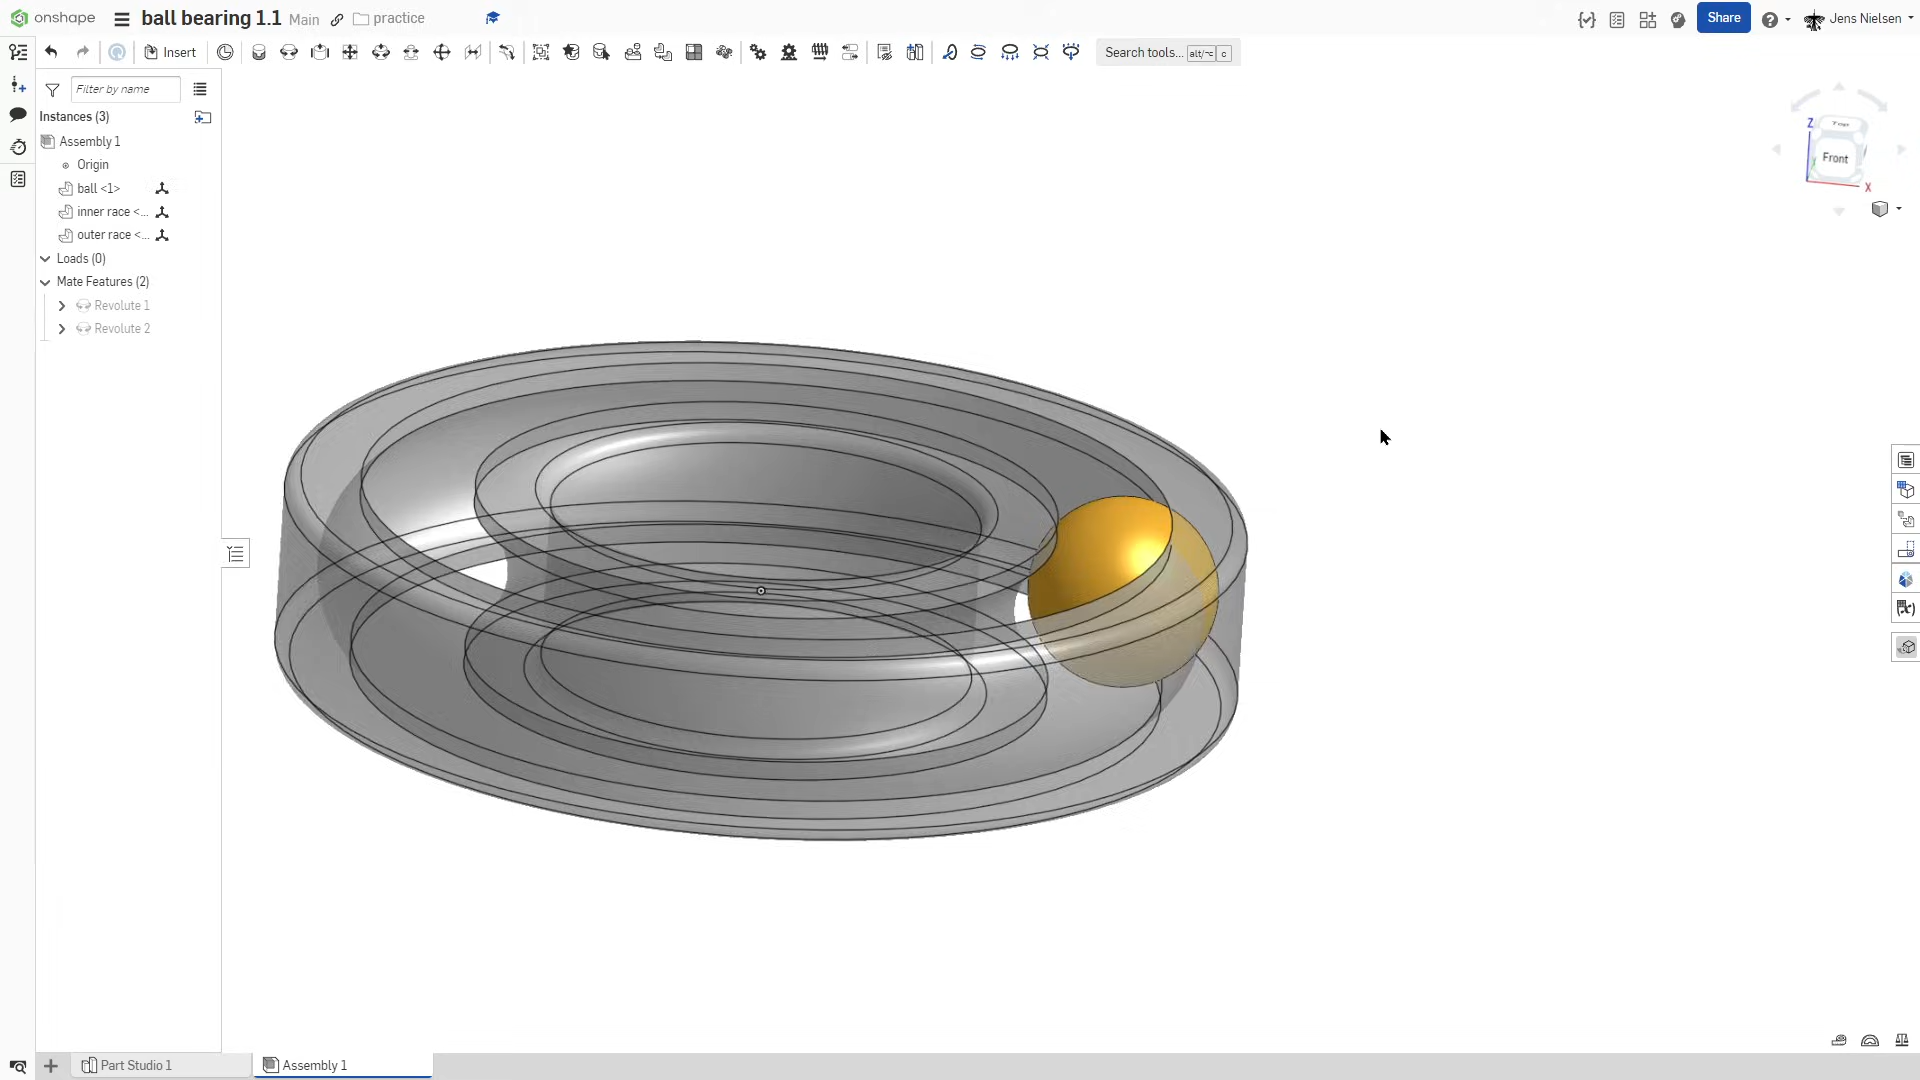 onshape
ball bearing 1.1 Main practice
Share
Jens Nielsen
Insert
Search tools... alt/⌥ c
Filter by name
Instances (3)
Assembly 1
Origin
ball <1>
inner race <...
outer race <...
Loads (0)
Mate Features (2)
Revolute 1
Revolute 2
Z
Top
Front
X
Part Studio 1
Assembly 1